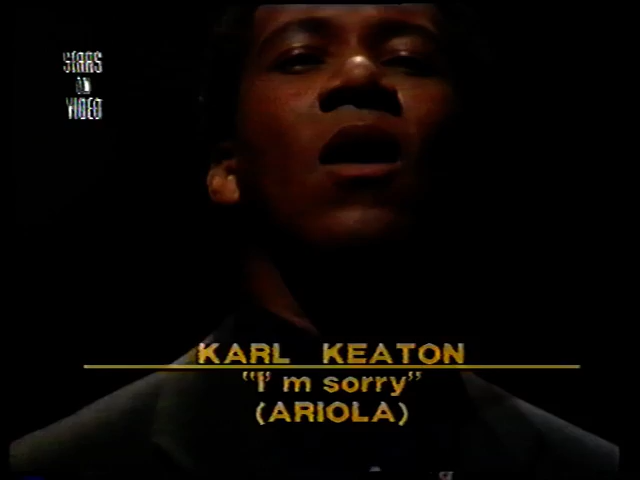 STARS
ON
VIDEO
KARL KEATON
"I'm sorry"
(ARIOLA)